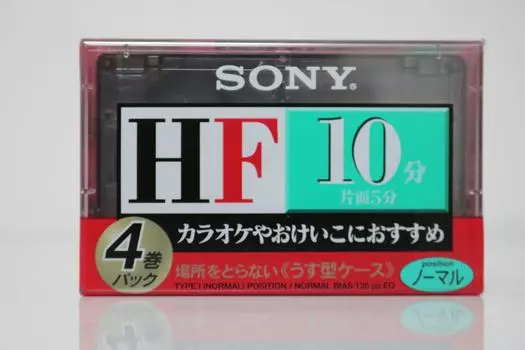 SONY®
HF
10分
片面5分
カラオケやおけいこにおすすめ
4巻
パック
場所をとらない《うす型ケース》
position
ノーマル
TYPE I (NORMAL) POSITION / NORMAL BIAS 120 µs EQ